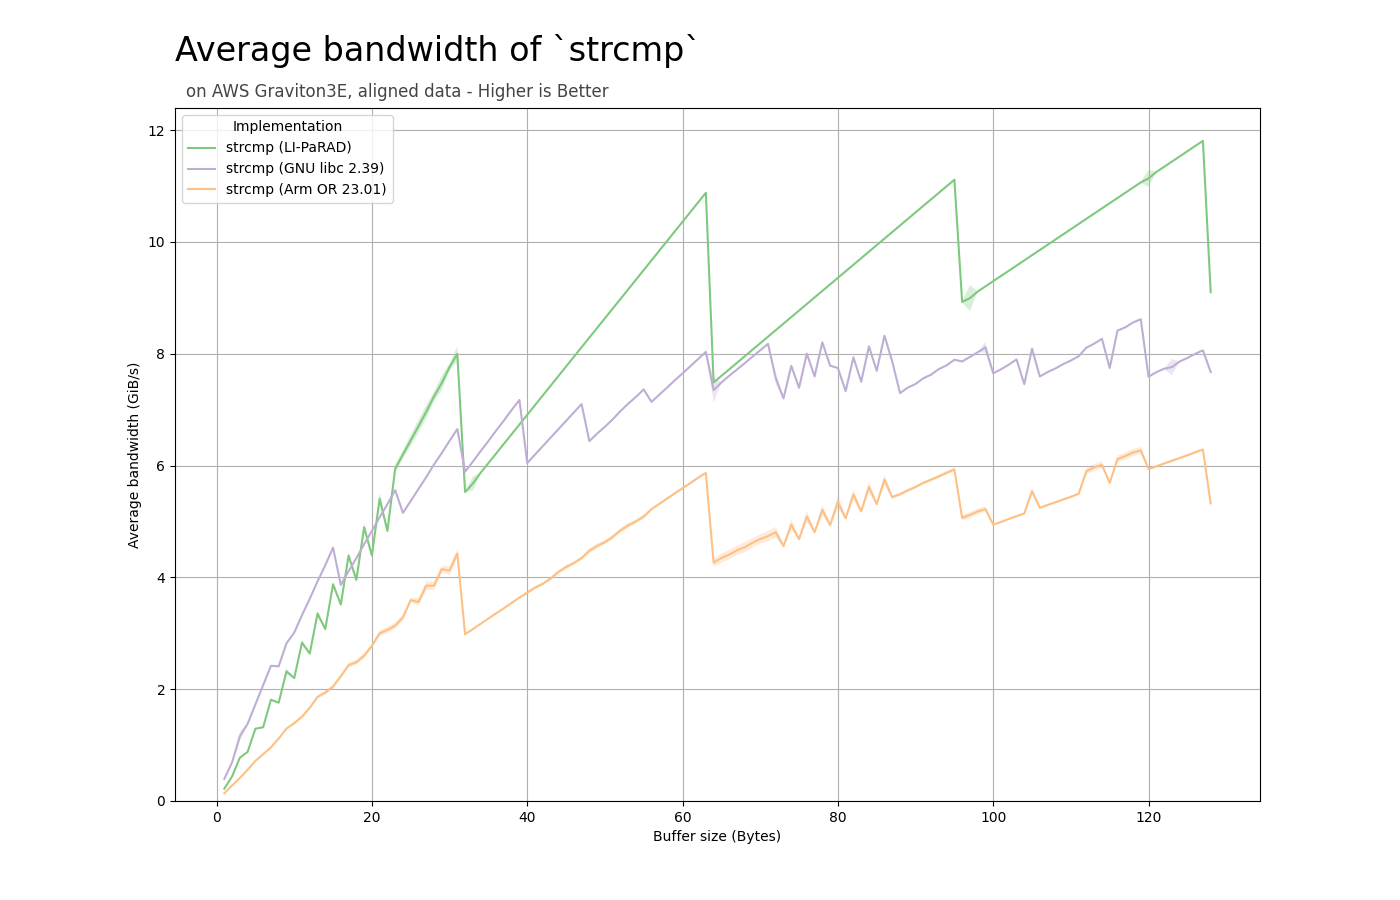 Average bandwidth of `strcmp`
on AWS Graviton3E, aligned data - Higher is Better
Implementation
strcmp (LI-PaRAD)
strcmp (GNU libc 2.39)
strcmp (Arm OR 23.01)
12
10
8
6
4
2
0
Average bandwidth (GiB/s)
0 20 40 60 80 100 120
Buffer size (Bytes)